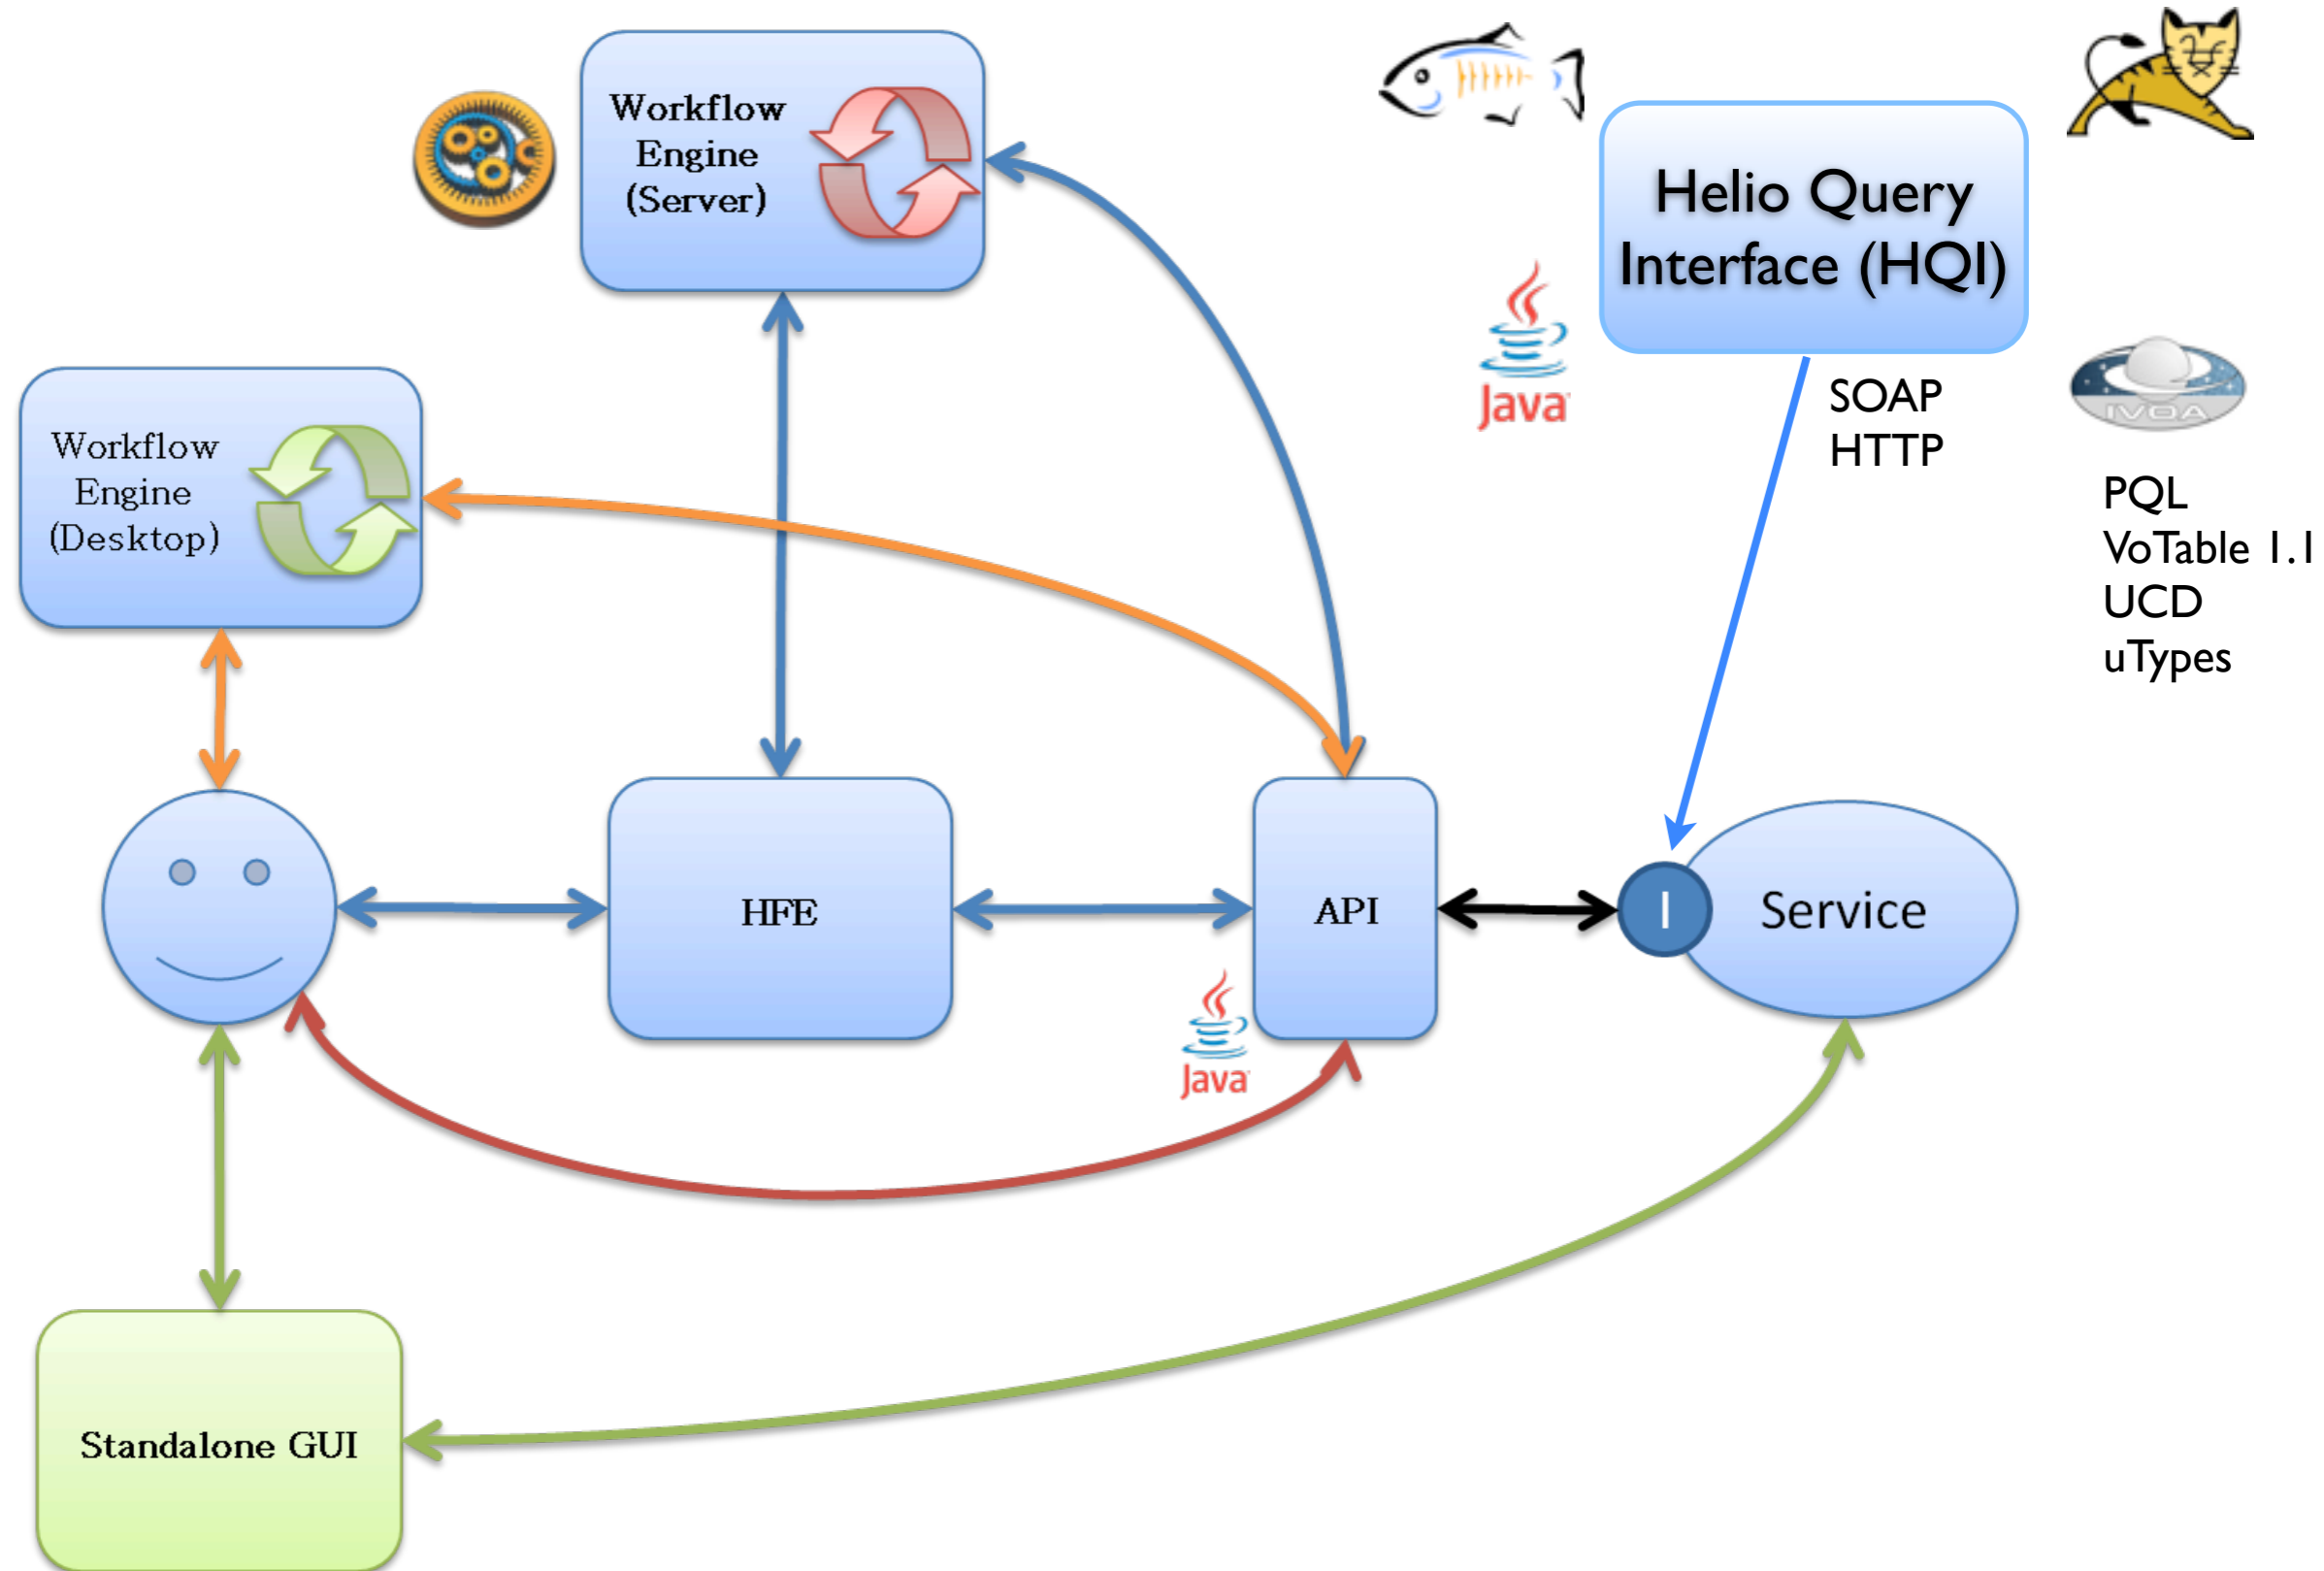 Workflow
Engine
(Server)
Helio Query
Interface (HQI)
Java
SOAP
HTTP
IVOA
PQL
VoTable 1.1
UCD
uTypes
Workflow
Engine
(Desktop)
HFE
API
I
Service
Java
Standalone GUI